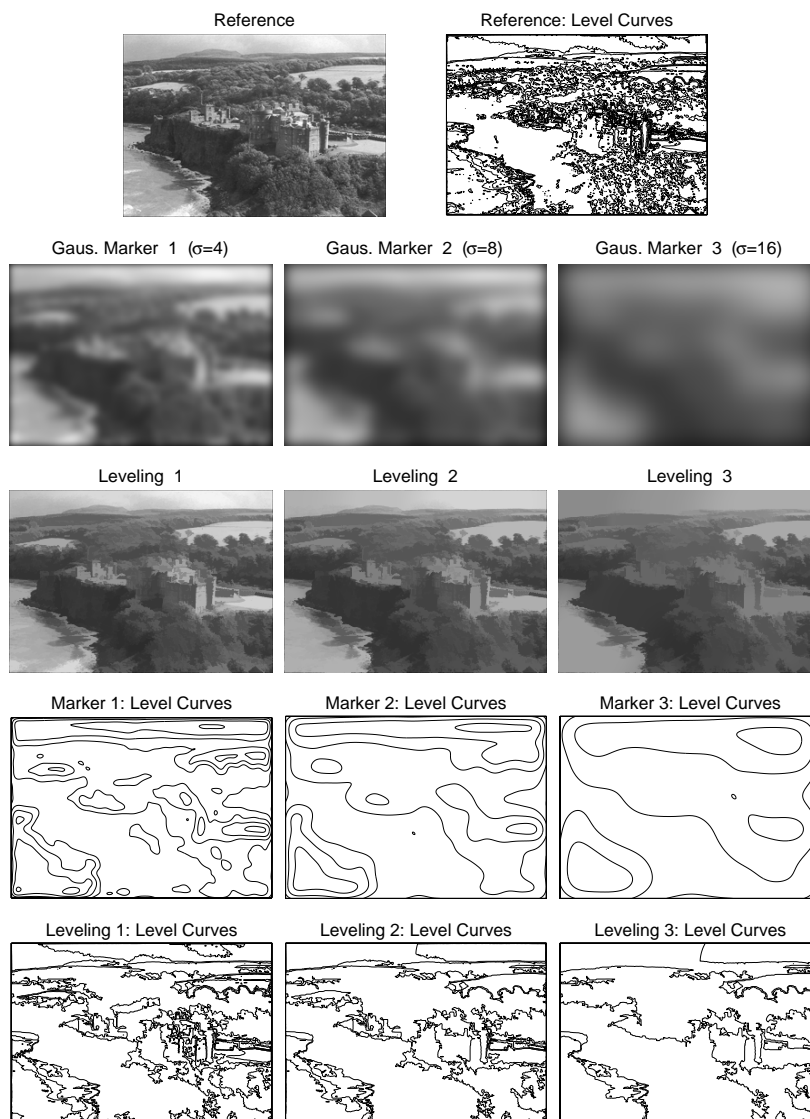 Reference
Reference: Level Curves
Gaus. Marker 1 (σ=4)
Gaus. Marker 2 (σ=8)
Gaus. Marker 3 (σ=16)
Leveling 1
Leveling 2
Leveling 3
Marker 1: Level Curves
Marker 2: Level Curves
Marker 3: Level Curves
Leveling 1: Level Curves
Leveling 2: Level Curves
Leveling 3: Level Curves